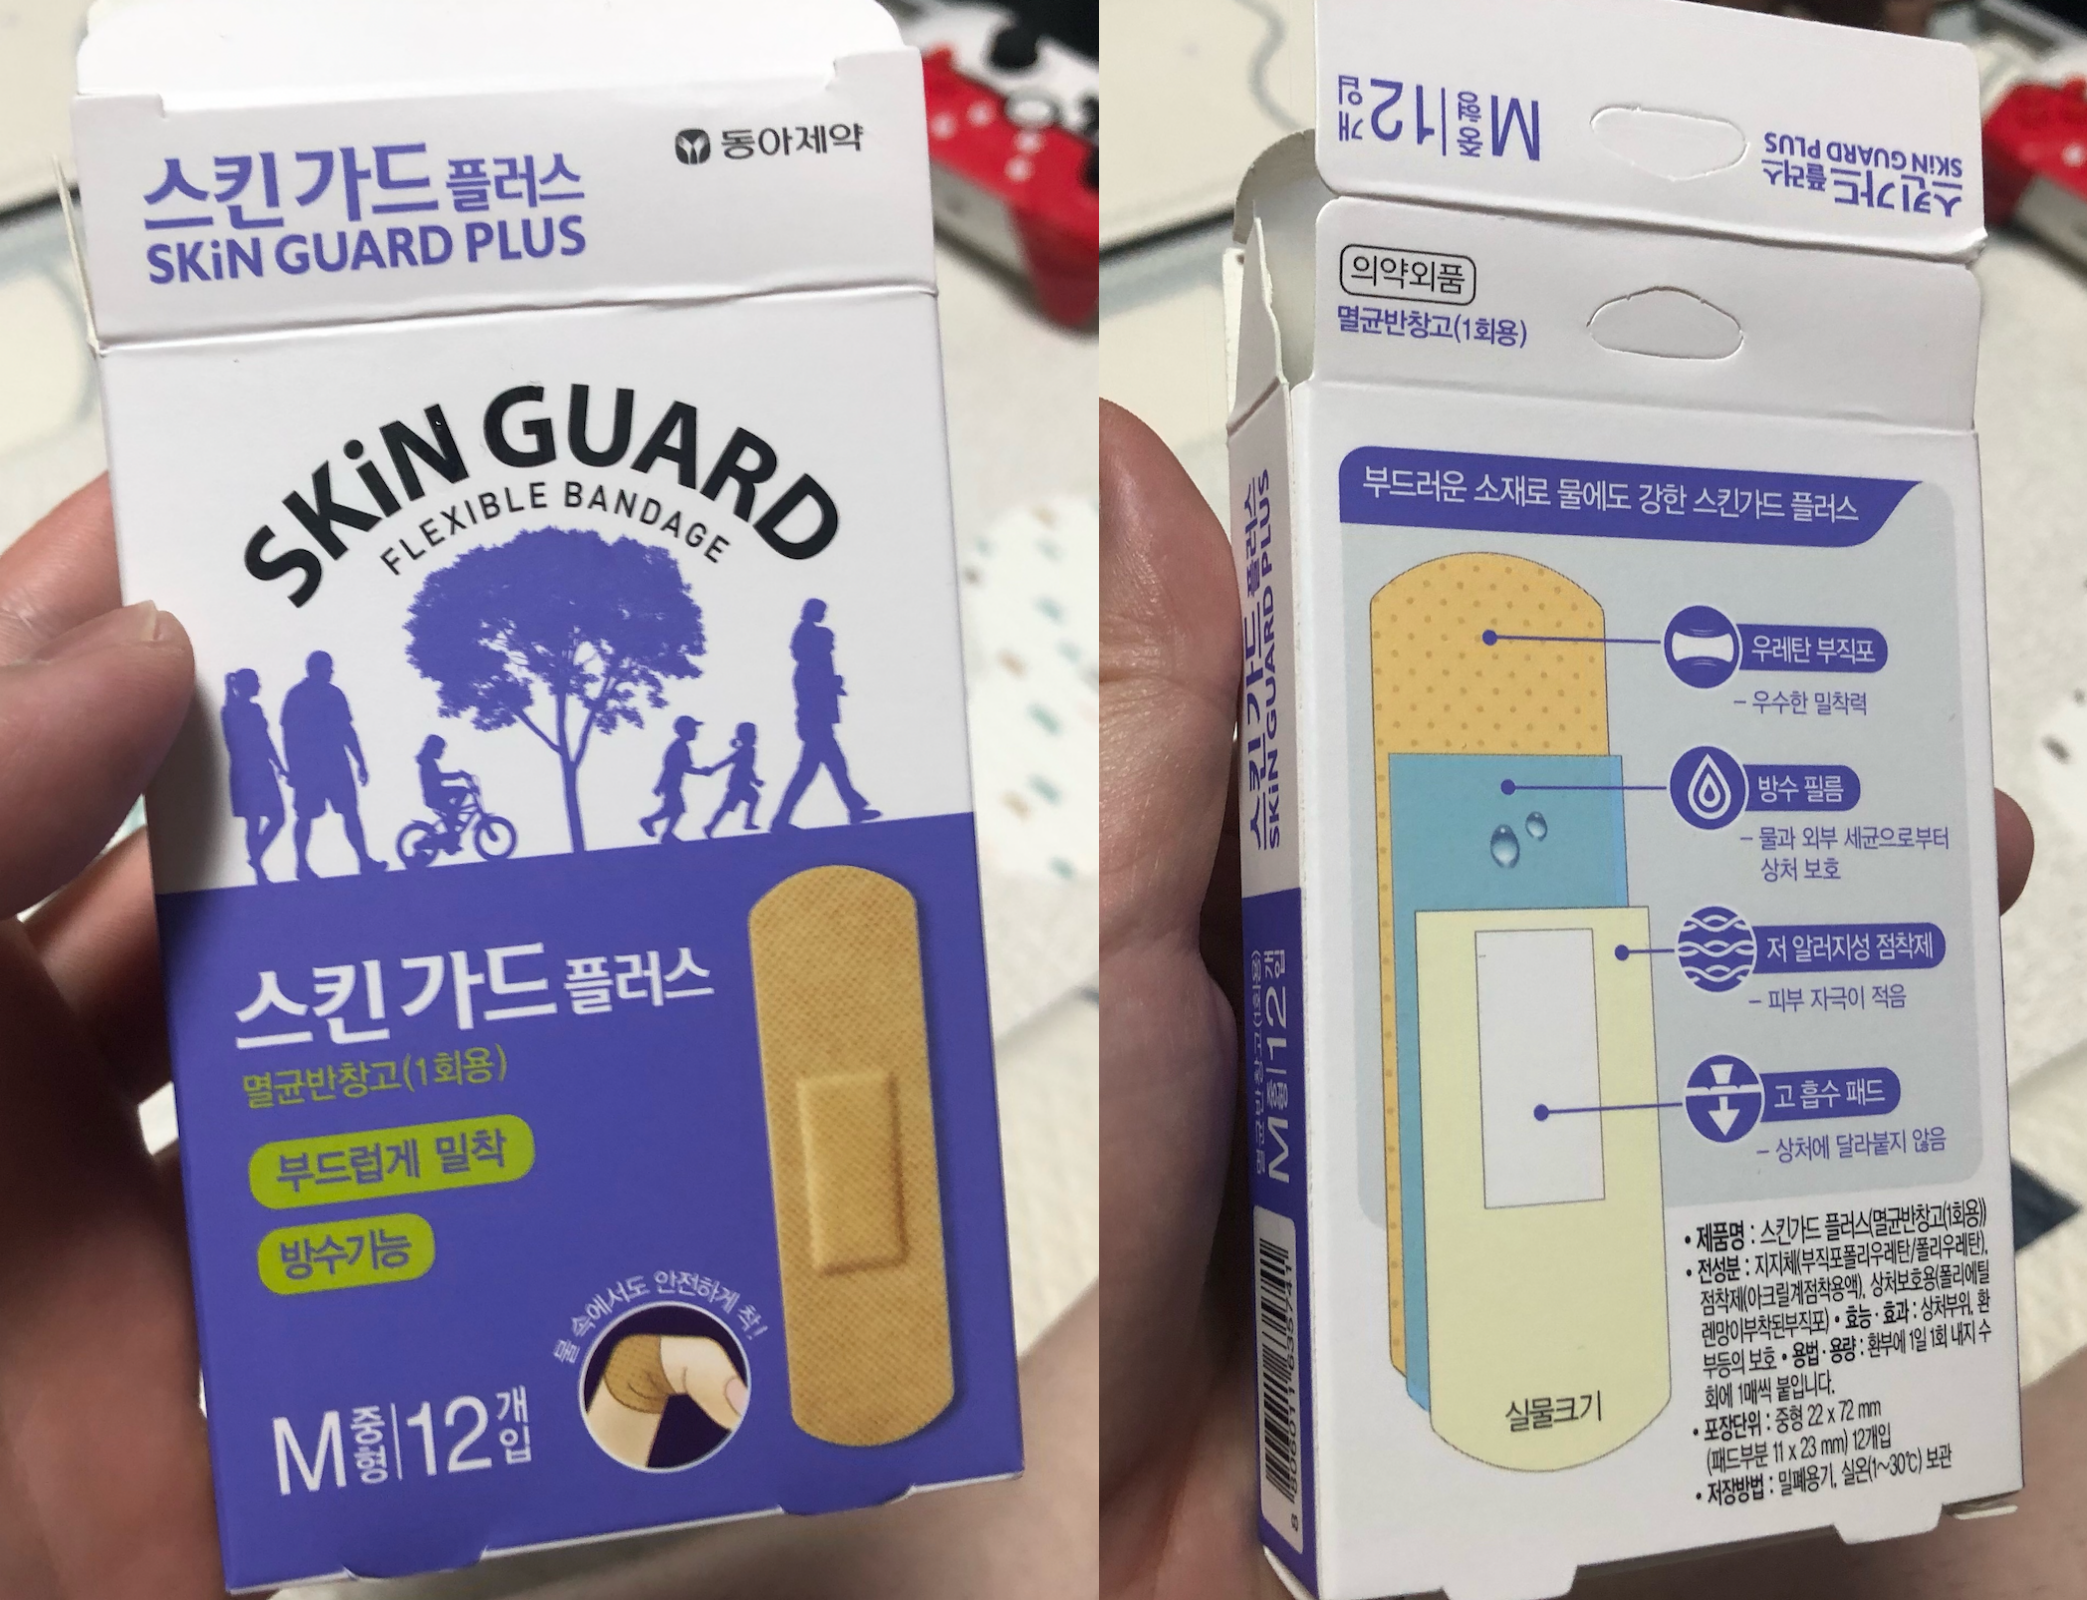 스킨가드 플러스
SKiN GUARD PLUS
동아제약
SKiN GUARD
FLEXIBLE BANDAGE
스킨가드 플러스
멸균반창고(1회용)
부드럽게 밀착
방수기능
물 속에서도 안전하게 착!
M중형|12개입
M중형|12개입
스킨가드 플러스
SKiN GUARD PLUS
의약외품
멸균반창고(1회용)
부드러운 소재로 물에도 강한 스킨가드 플러스
우레탄 부직포
- 우수한 밀착력
방수 필름
- 물과 외부 세균으로부터
상처 보호
저 알러지성 점착제
- 피부 자극이 적음
고 흡수 패드
- 상처에 달라붙지 않음
실물크기
• 제품명 : 스킨가드 플러스(멸균반창고(1회용))
• 전성분 : 지지체(부직포폴리우레탄/폴리우레탄),
점착제(아크릴계점착용액), 상처보호용(폴리에틸
렌망이부착된부직포) • 효능·효과 : 상처부위, 환
부등의 보호 • 용법·용량 : 환부에 1일 1회 내지 수
회에 1매씩 붙입니다.
• 포장단위 : 중형 22 x 72 mm
(패드부분 11 x 23 mm) 12개입
• 저장방법 : 밀폐용기, 실온(1~30℃) 보관
스킨가드 플러스
SKiN GUARD PLUS
멸균반창고(1회용)
M중형|12개입